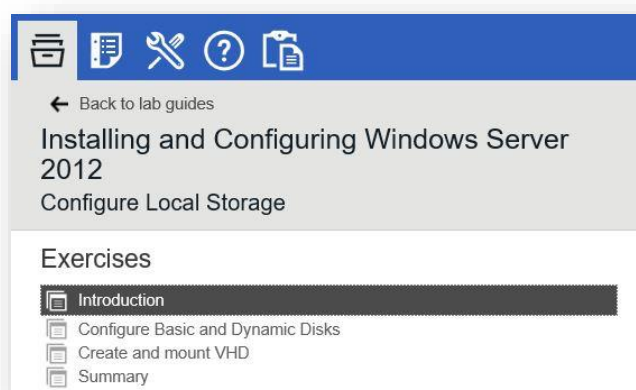 Back to lab guides
Installing and Configuring Windows Server
2012
Configure Local Storage
Exercises
Introduction
Configure Basic and Dynamic Disks
Create and mount VHD
Summary